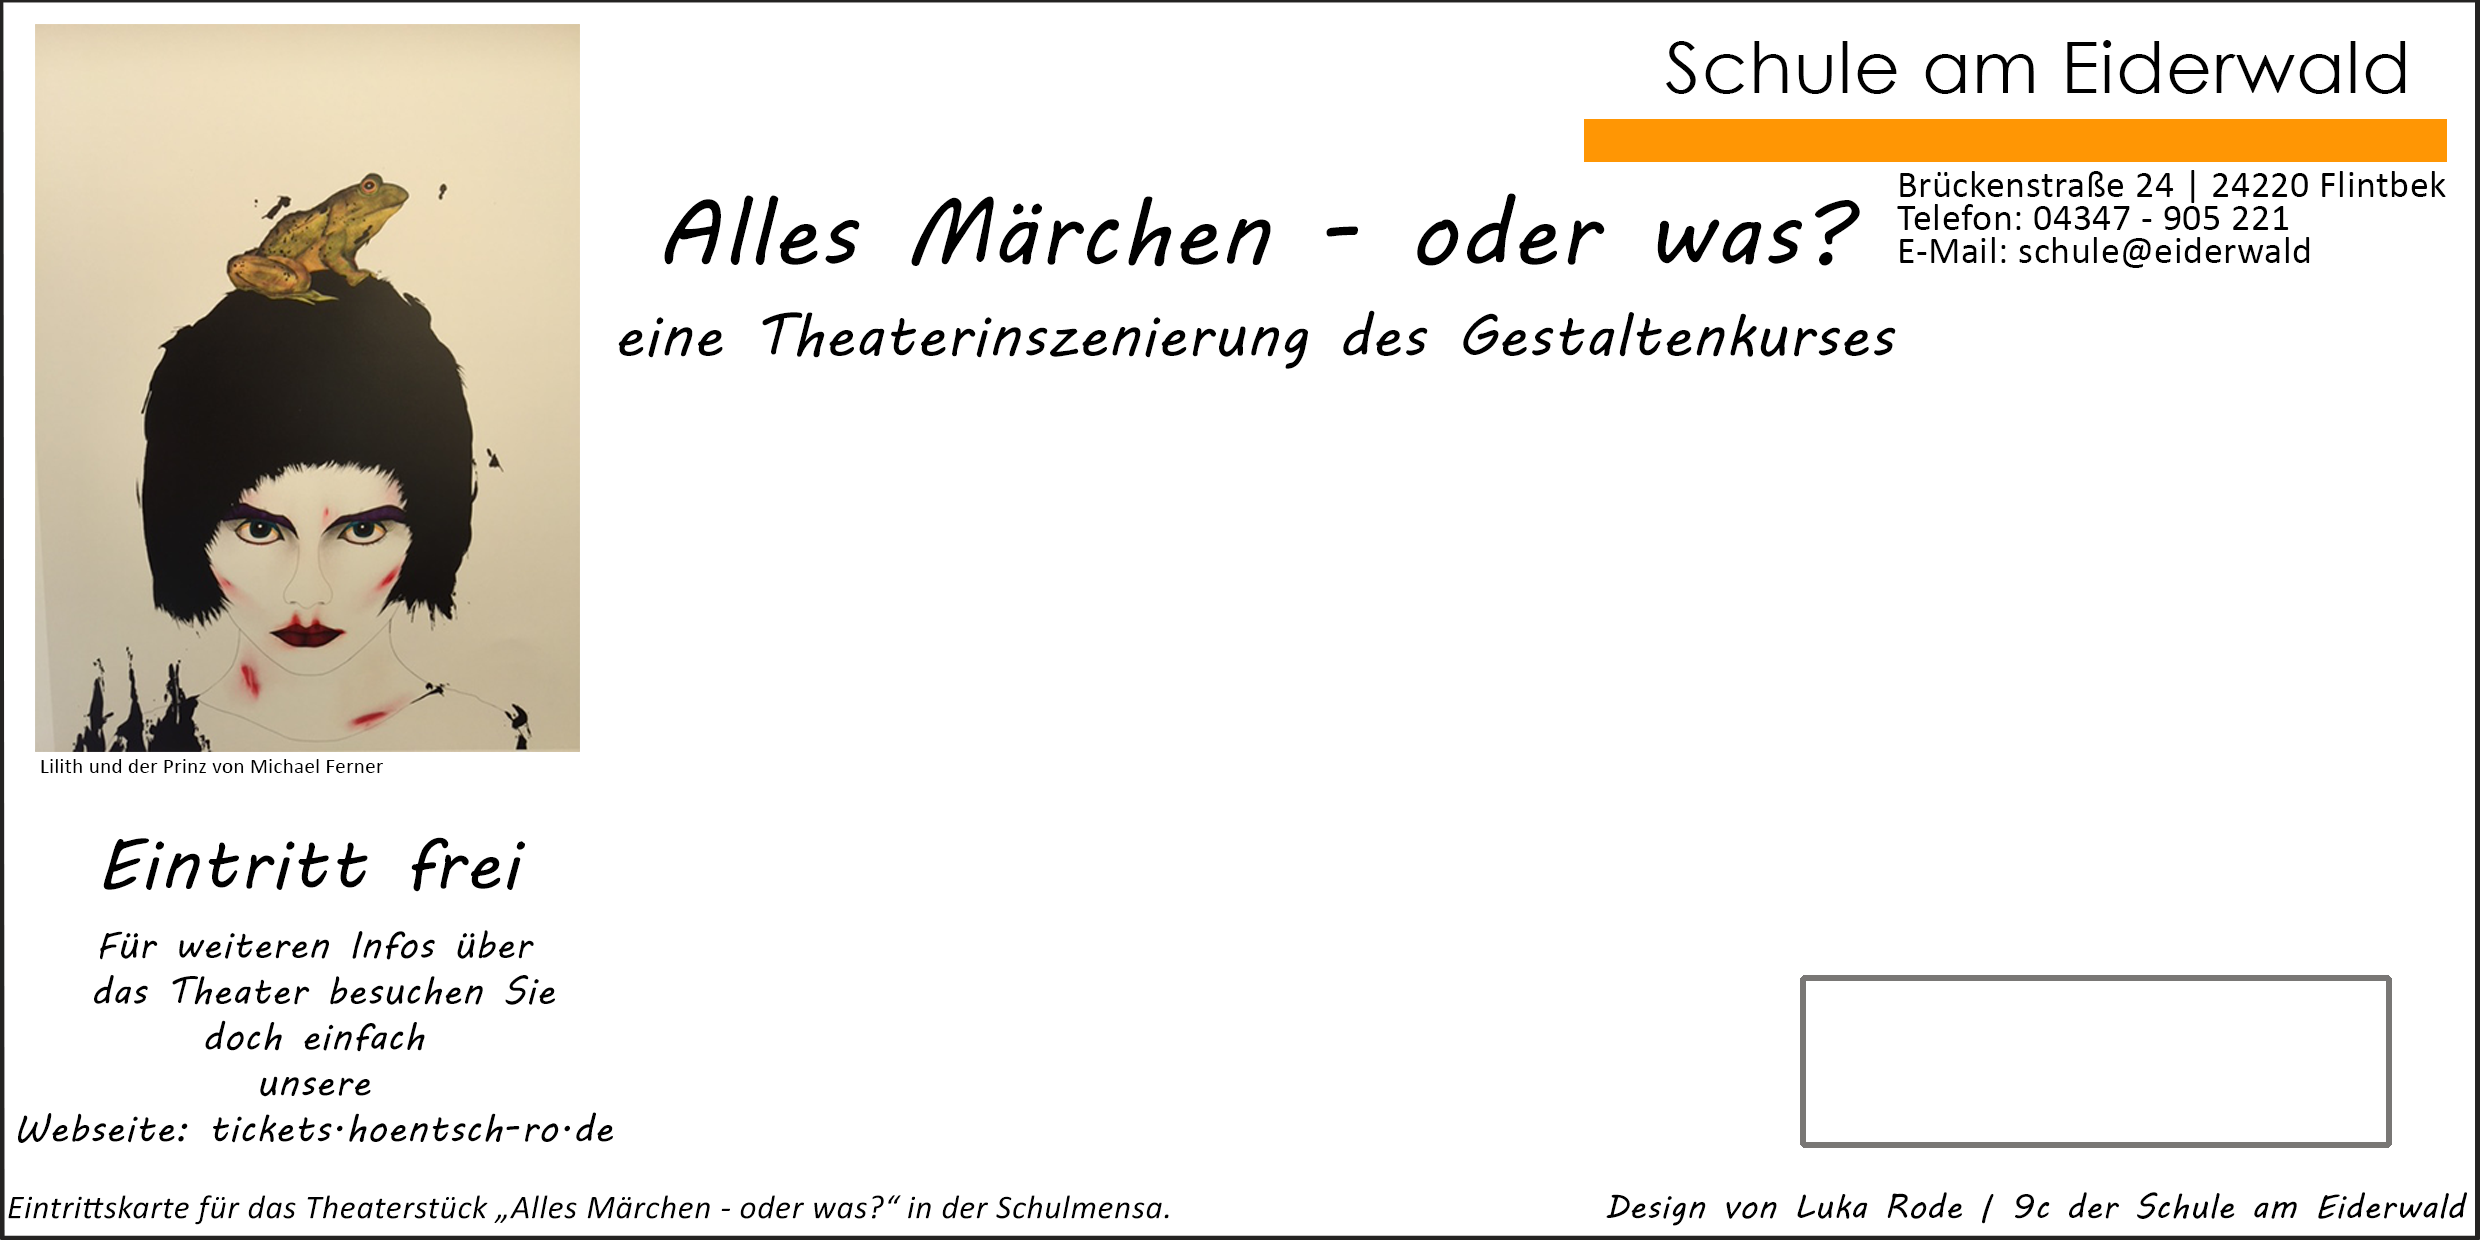 Schule am Eiderwald
Brückenstraße 24 | 24220 Flintbek
Telefon: 04347 - 905 221
E-Mail: schule@eiderwald
Alles Märchen - oder was?
eine Theaterinszenierung des Gestaltenkurses
Lilith und der Prinz von Michael Ferner
Eintritt frei
Für weiteren Infos über
das Theater besuchen Sie
doch einfach
unsere
Webseite: tickets.hoentsch-ro.de
Eintrittskarte für das Theaterstück „Alles Märchen - oder was?“ in der Schulmensa.
Design von Luka Rode / 9c der Schule am Eiderwald